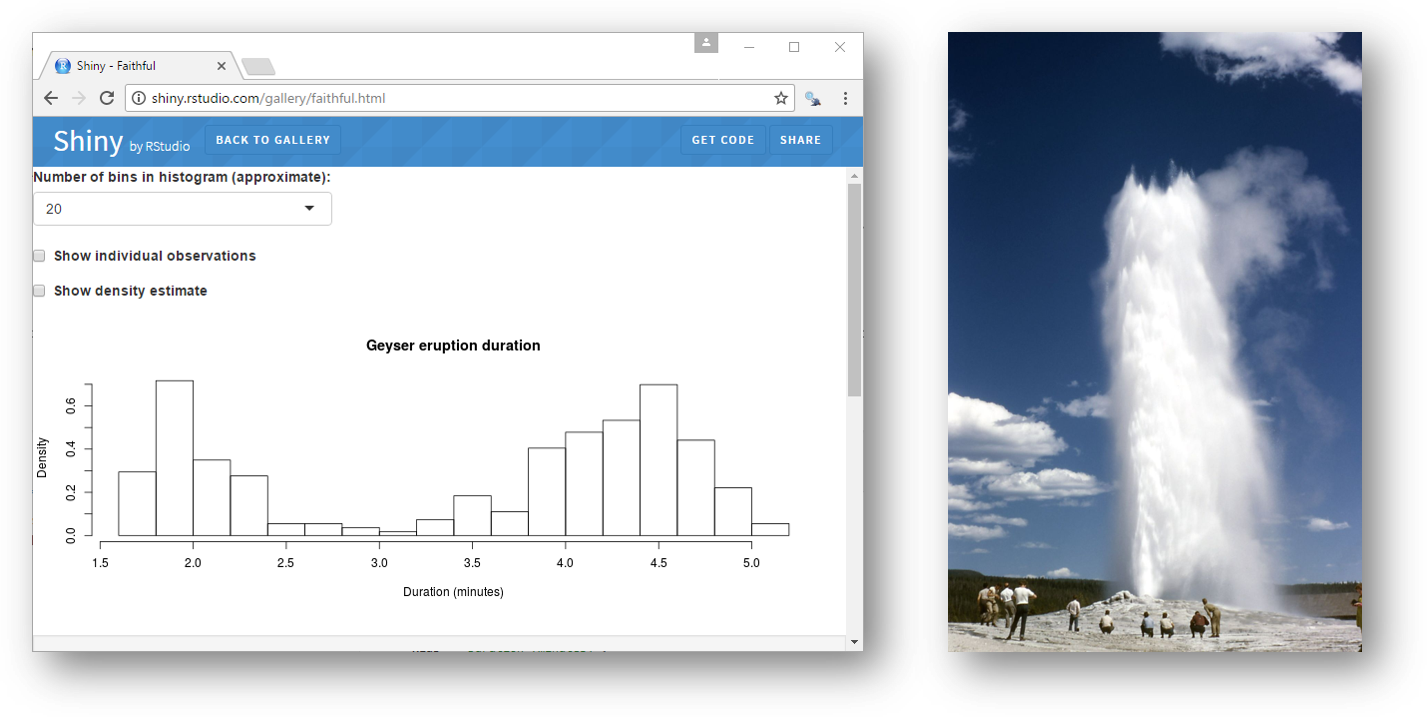 Shiny - Faithful
shiny.rstudio.com/gallery/faithful.html
Shiny by RStudio BACK TO GALLERY GET CODE SHARE
Number of bins in histogram (approximate):
20
Show individual observations
Show density estimate
Geyser eruption duration
Density
0.6
0.4
0.2
0.0
1.5 2.0 2.5 3.0 3.5 4.0 4.5 5.0
Duration (minutes)